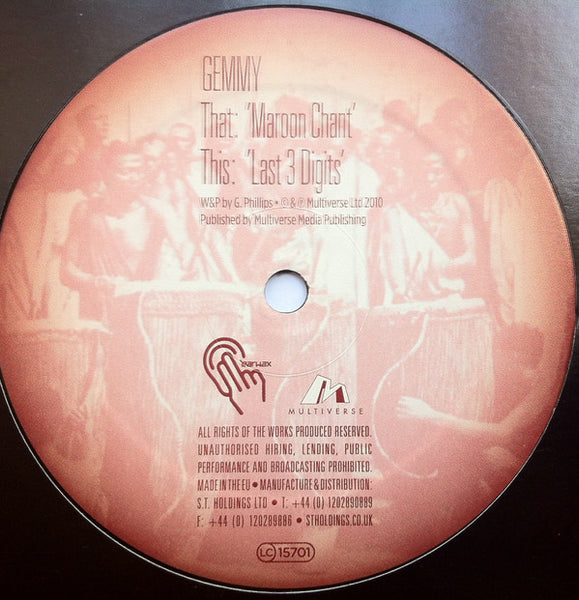 GEMMY
That: 'Maroon Chant'
This: 'Last 3 Digits'
W&P by G. Phillips • © & ℗ Multiverse Ltd 2010
Published by Multiverse Media Publishing
earwax
MULTIVERSE
ALL RIGHTS OF THE WORKS PRODUCED RESERVED.
UNAUTHORISED HIRING, LENDING, PUBLIC
PERFORMANCE AND BROADCASTING PROHIBITED.
MADE IN THE EU • MANUFACTURE & DISTRIBUTION:
S.T. HOLDINGS LTD • T: +44 (0) 1202890889
F: +44 (0) 120289086 • STHOLDINGS.CO.UK
LC 15701